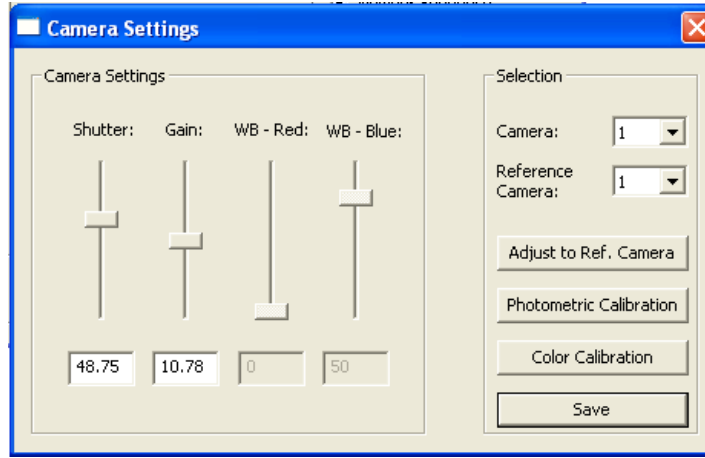 Camera Settings
Camera Settings
Shutter: Gain: WB - Red: WB - Blue:
48.75 10.78 0 50
Selection
Camera: 1
Reference
Camera: 1
Adjust to Ref. Camera
Photometric Calibration
Color Calibration
Save